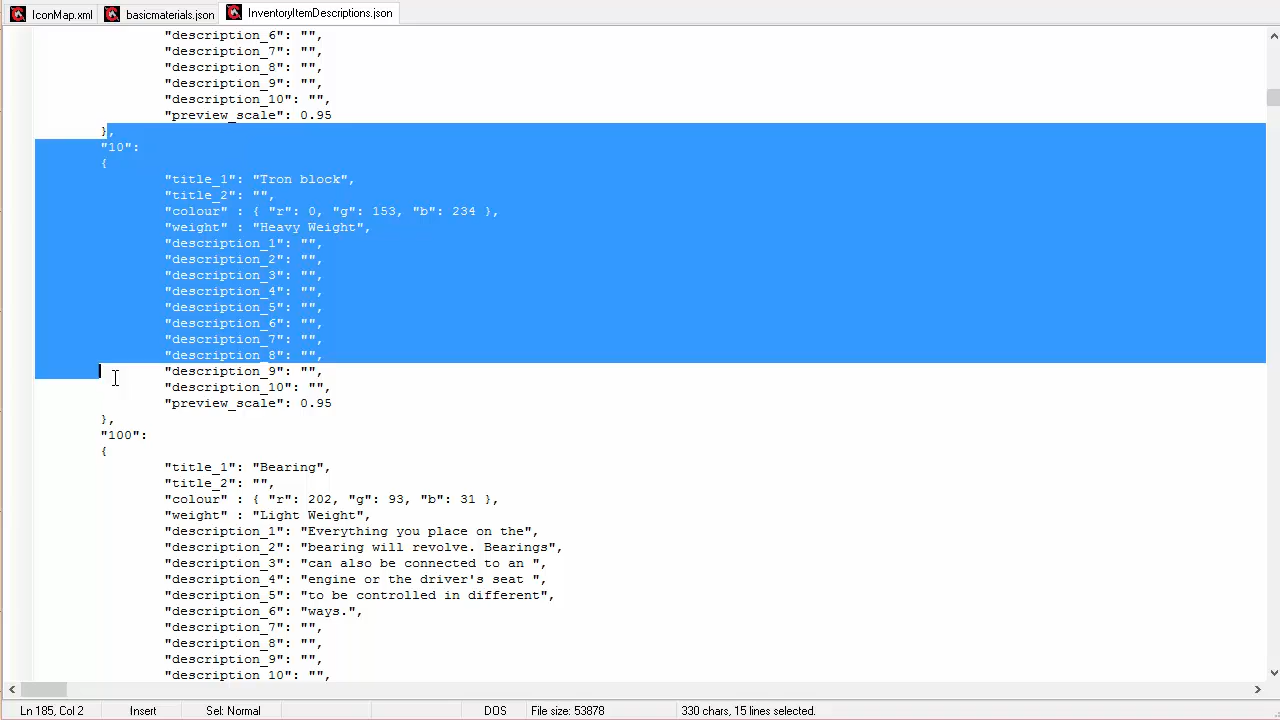 IconMap.xml basicmaterials.json InventoryItemDescriptions.json
"description_6": "",
"description_7": "",
"description_8": "",
"description_9": "",
"description_10": "",
"preview_scale": 0.95
},
"10":
{
"title_1": "Tron block",
"title_2": "",
"colour" : { "r": 0, "g": 153, "b": 234 },
"weight" : "Heavy Weight",
"description_1": "",
"description_2": "",
"description_3": "",
"description_4": "",
"description_5": "",
"description_6": "",
"description_7": "",
"description_8": "",
"description_9": "",
"description_10": "",
"preview_scale": 0.95
},
"100":
{
"title_1": "Bearing",
"title_2": "",
"colour" : { "r": 202, "g": 93, "b": 31 },
"weight" : "Light Weight",
"description_1": "Everything you place on the",
"description_2": "bearing will revolve. Bearings",
"description_3": "can also be connected to an ",
"description_4": "engine or the driver's seat ",
"description_5": "to be controlled in different",
"description_6": "ways.",
"description_7": "",
"description_8": "",
"description_9": "",
"description_10": "",
Ln 185, Col 2 Insert Sel: Normal DOS File size: 53878 330 chars, 15 lines selected.